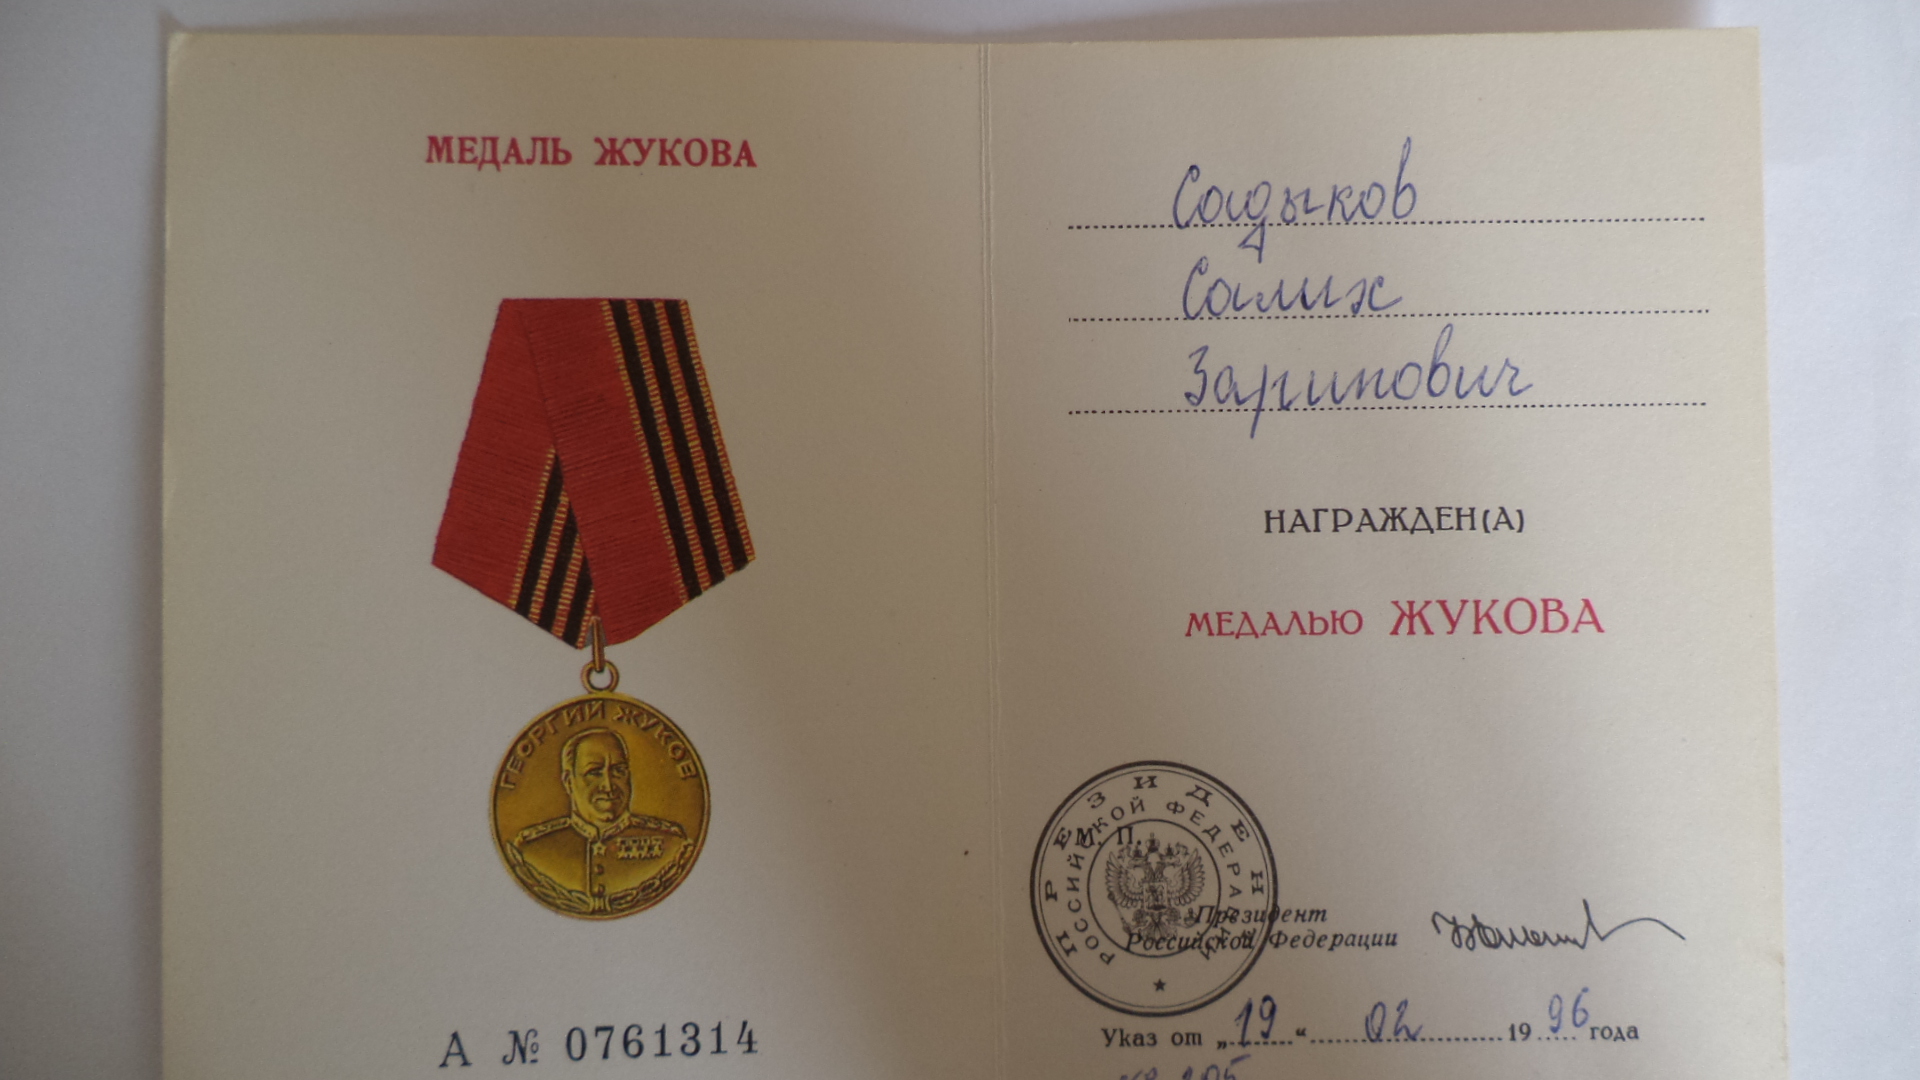 МЕДАЛЬ ЖУКОВА
ГЕОРГИЙ ЖУКОВ
А № 0761314
Садыков
Салих
Зарипович
НАГРАЖДЕН(А)
МЕДАЛЬЮ ЖУКОВА
ПРЕЗИДЕНТ
РОССИЙСКОЙ ФЕДЕРАЦИИ
М. П.
Президент
Российской Федерации
Указ от „19“ 02 1996 года